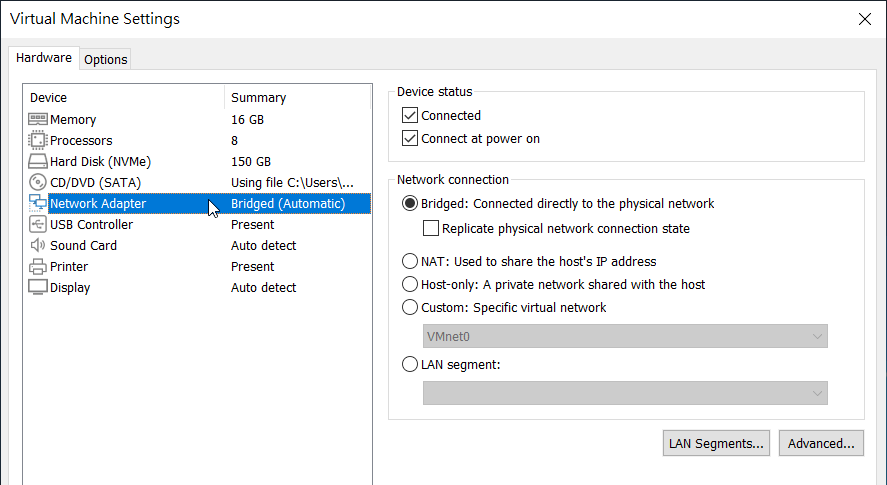 Virtual Machine Settings
Hardware
Options
Device Summary
Memory 16 GB
Processors 8
Hard Disk (NVMe) 150 GB
CD/DVD (SATA) Using file C:\Users\...
Network Adapter Bridged (Automatic)
USB Controller Present
Sound Card Auto detect
Printer Present
Display Auto detect
Device status
Connected
Connect at power on
Network connection
Bridged: Connected directly to the physical network
Replicate physical network connection state
NAT: Used to share the host's IP address
Host-only: A private network shared with the host
Custom: Specific virtual network
VMnet0
LAN segment:
LAN Segments...
Advanced...